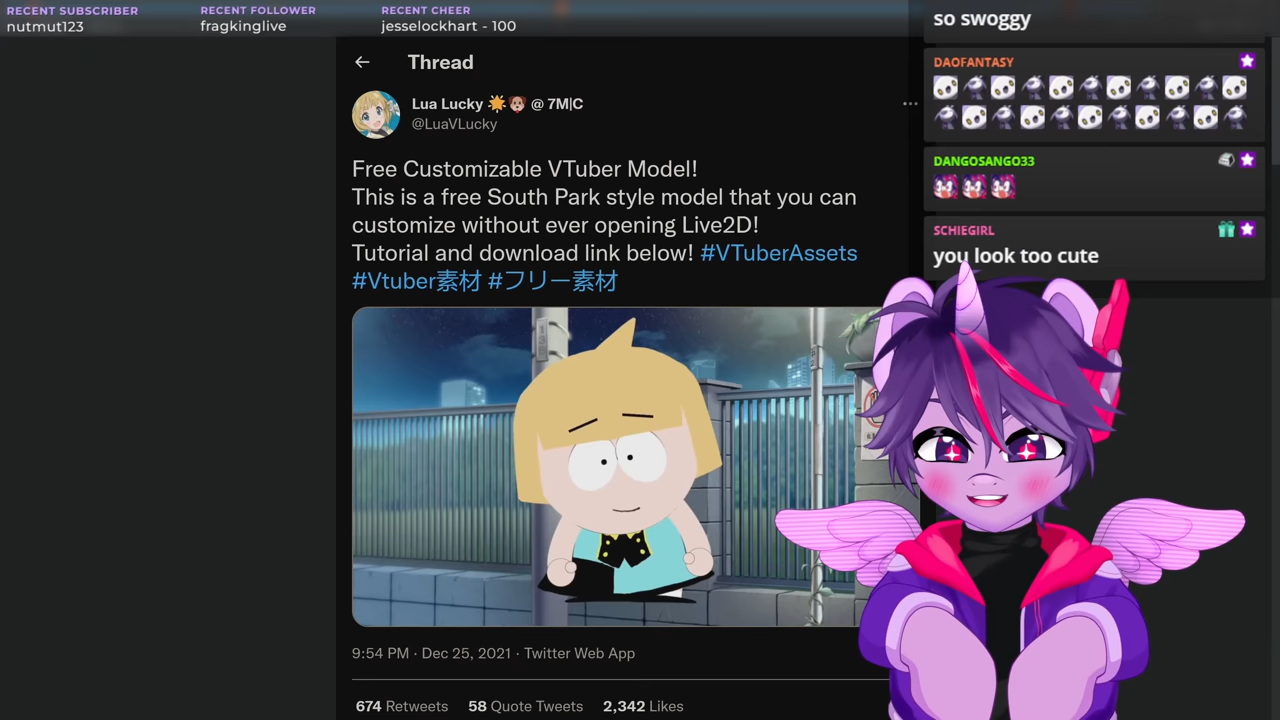 RECENT SUBSCRIBER
nutmut123
RECENT FOLLOWER
fragkinglive
RECENT CHEER
jesselockhart - 100
Thread
Lua Lucky @ 7M|C
@LuaVLucky
Free Customizable VTuber Model!
This is a free South Park style model that you can
customize without ever opening Live2D!
Tutorial and download link below! #VTuberAssets
#Vtuber素材 #フリー素材
9:54 PM · Dec 25, 2021 · Twitter Web App
674 Retweets 58 Quote Tweets 2,342 Likes
so swoggy
DAOFANTASY
DANGOSANGO33
SCHIEGIRL
you look too cute